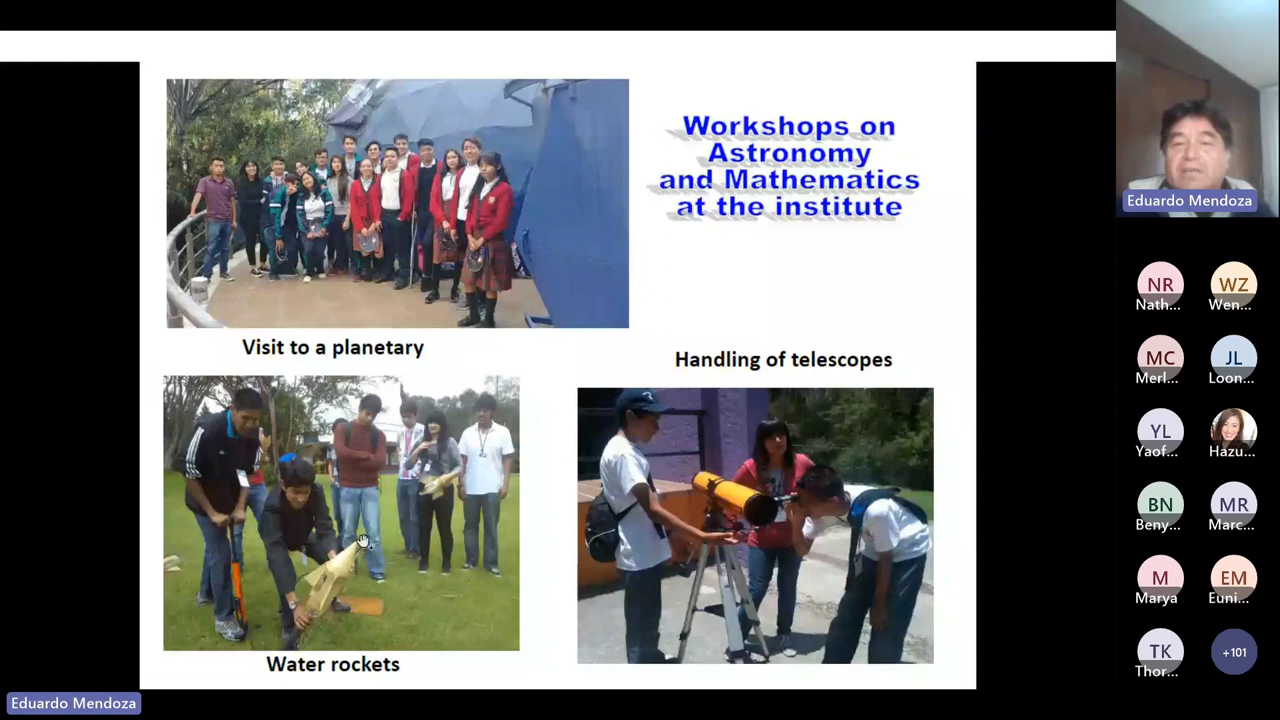 Workshops on
Astronomy
and Mathematics
at the institute
Visit to a planetary
Handling of telescopes
Water rockets
Eduardo Mendoza
Eduardo Mendoza
NR
Nath...
WZ
Wen...
MC
Merl...
JL
Loon...
YL
Yaof...
Hazu...
BN
Beny...
MR
Marc...
M
Marya
EM
Euni...
TK
Thor...
+101